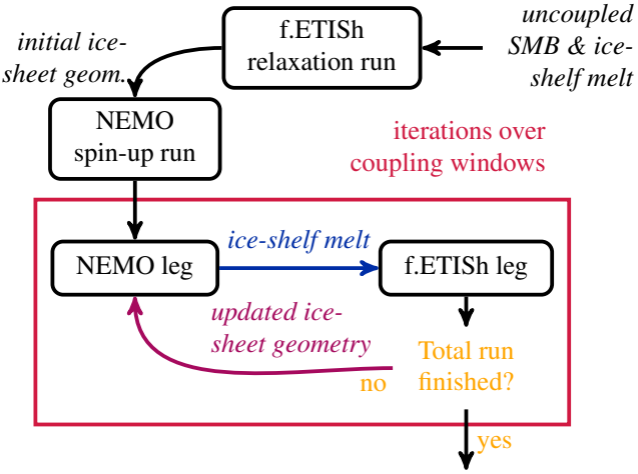 initial ice-
sheet geom.
f.ETISh
relaxation run
uncoupled
SMB & ice-
shelf melt
NEMO
spin-up run
iterations over
coupling windows
NEMO leg
ice-shelf melt
f.ETISh leg
updated ice-
sheet geometry
Total run
finished?
no
yes